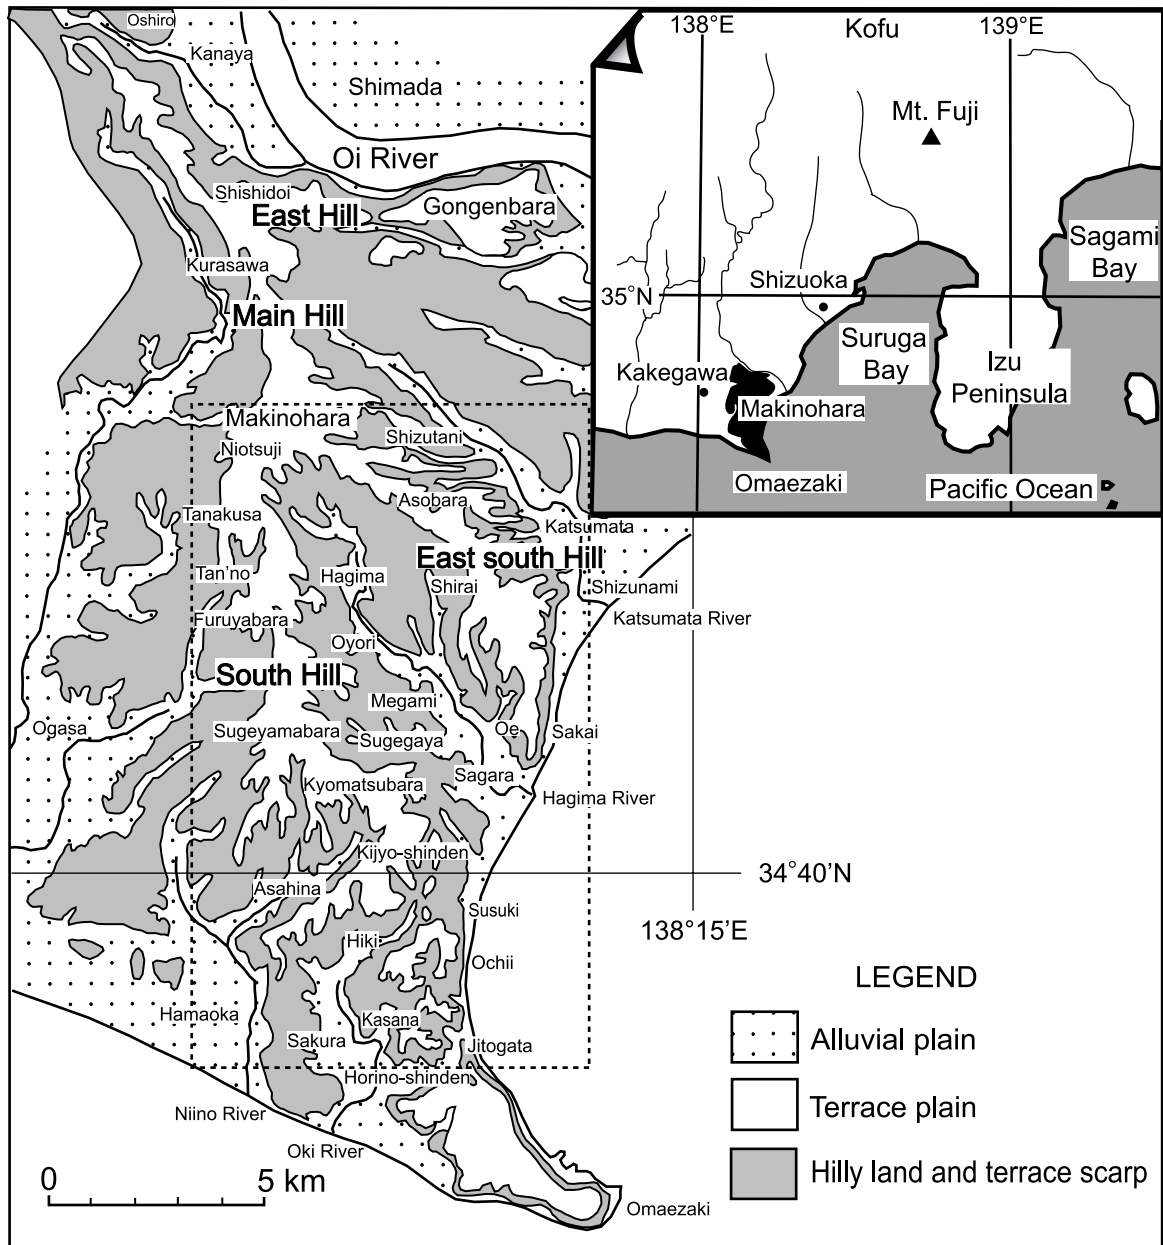 Oshiro
Kanaya
Shimada
Oi River
Shishidoi
East Hill
Gongenbara
Kurasawa
Main Hill
Makinohara
Niotsuji
Shizutani
Asobara
Tanakusa
Katsumata
East south Hill
Tan'no
Hagima
Shirai
Shizunami
Furuyabara
Katsumata River
Oyori
South Hill
Megami
Ogasa
Sugeyamabara
Sugegaya
Oe
Sakai
Sagara
Kyomatsubara
Hagima River
Kijyo-shinden
34°40'N
Asahina
Susuki
138°15'E
Hiki
Ochii
Hamaoka
Kasana
Sakura
Jitogata
Horino-shinden
Niino River
Oki River
0
5 km
Omaezaki
138°E
Kofu
139°E
Mt. Fuji
Sagami
Bay
Shizuoka
35°N
Suruga
Bay
Izu
Peninsula
Kakegawa
Makinohara
Omaezaki
Pacific Ocean
LEGEND
Alluvial plain
Terrace plain
Hilly land and terrace scarp